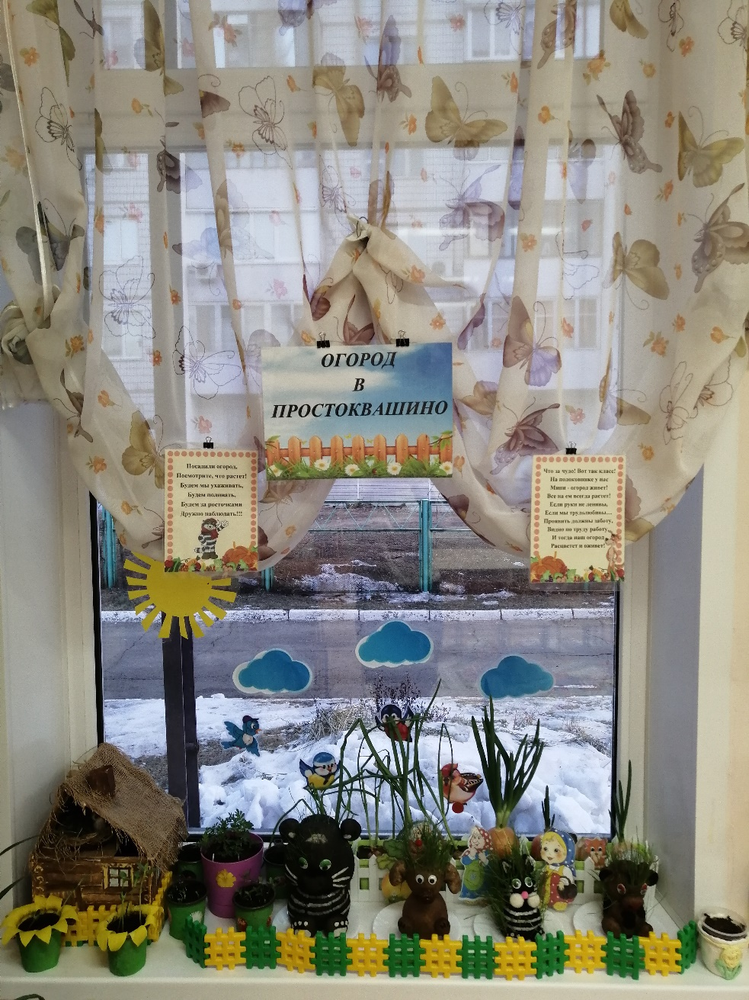 ОГОРОД
В
ПРОСТОКВАШИНО
Посадили огород,
Посмотрите, что растет!
Будем мы ухаживать,
Будем поливать.
Будем за росточками
Дружно наблюдать!!!
Что за чудо! Вот так класс!
На подоконнике у нас
Мини - огород живет!
Все на ем всегда растет!
Если руки не ленивы,
Если мы трудолюбивы…
Проявить должны заботу,
Видно по труду работу.
И тогда наш огород
Расцветет и оживет!